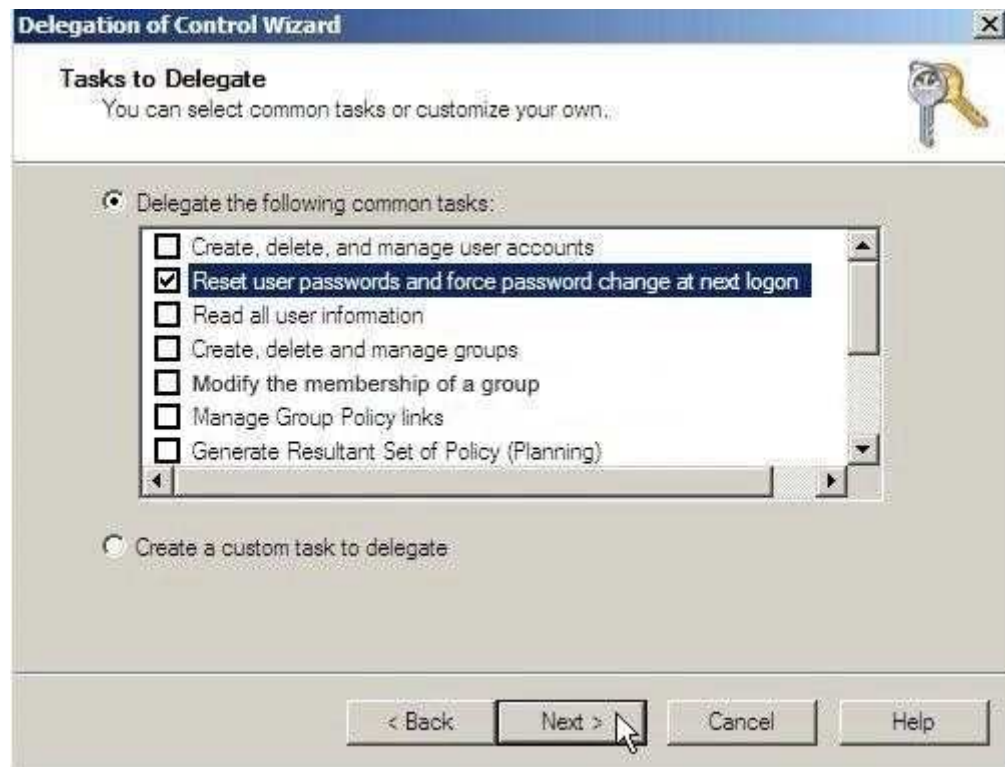 Delegation of Control Wizard
Tasks to Delegate
You can select common tasks or customize your own.
Delegate the following common tasks:
Create, delete, and manage user accounts
Reset user passwords and force password change at next logon
Read all user information
Create, delete and manage groups
Modify the membership of a group
Manage Group Policy links
Generate Resultant Set of Policy (Planning)
Create a custom task to delegate
< Back Next > Cancel Help